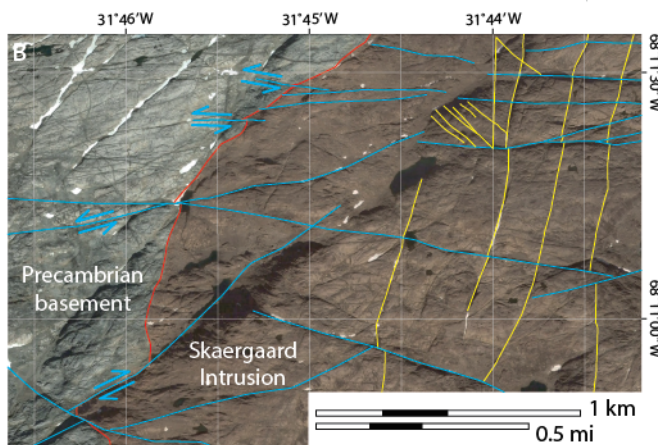 31°46'W
31°45'W
31°44'W
B
68 11'30"W
Precambrian
basement
68 11'00"W
Skaergaard
Intrusion
1 km
0.5 mi